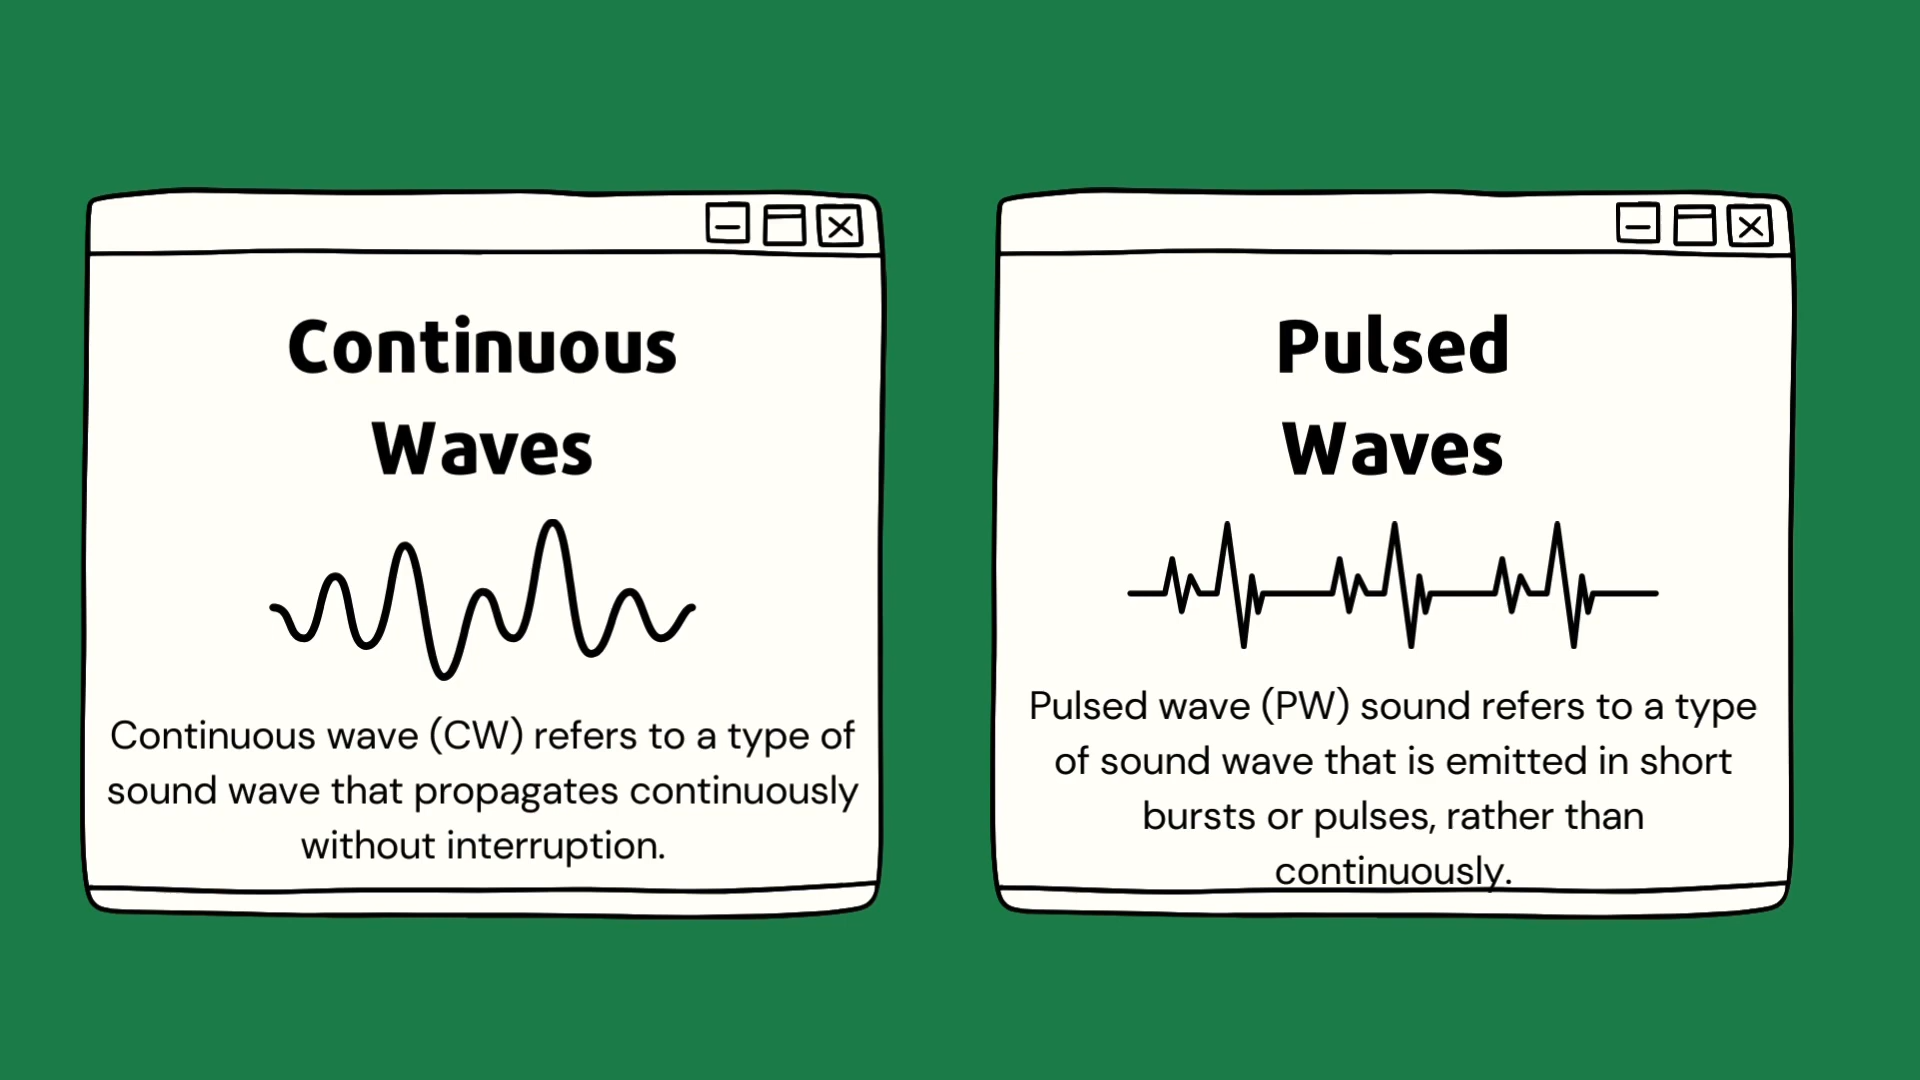 Continuous
Waves
Continuous wave (CW) refers to a type of
sound wave that propagates continuously
without interruption.
Pulsed
Waves
Pulsed wave (PW) sound refers to a type
of sound wave that is emitted in short
bursts or pulses, rather than
continuously.